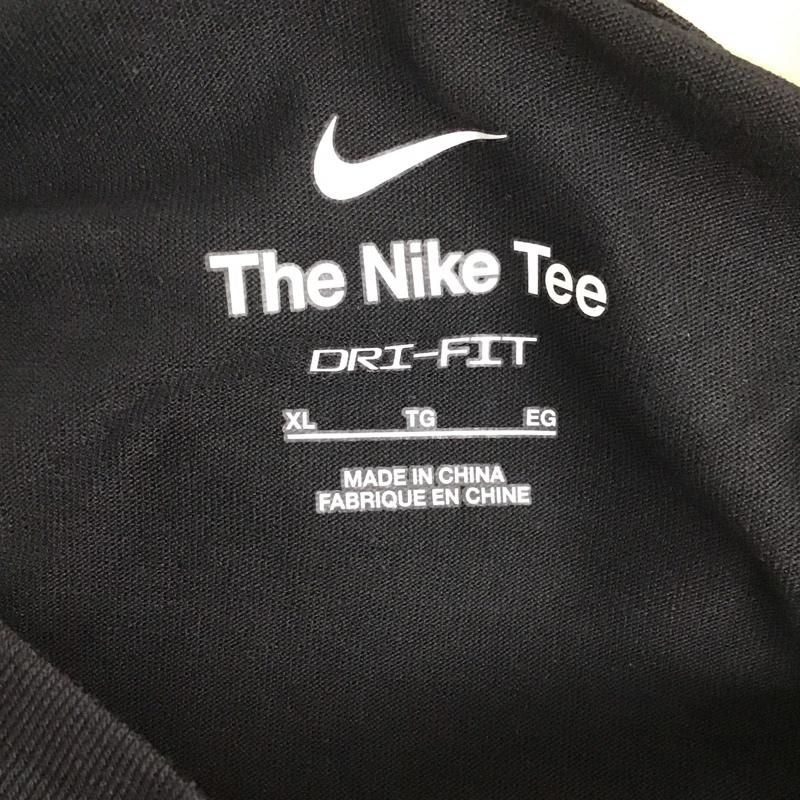 The Nike Tee
DRI-FIT
XL TG EG
MADE IN CHINA
FABRIQUE EN CHINE